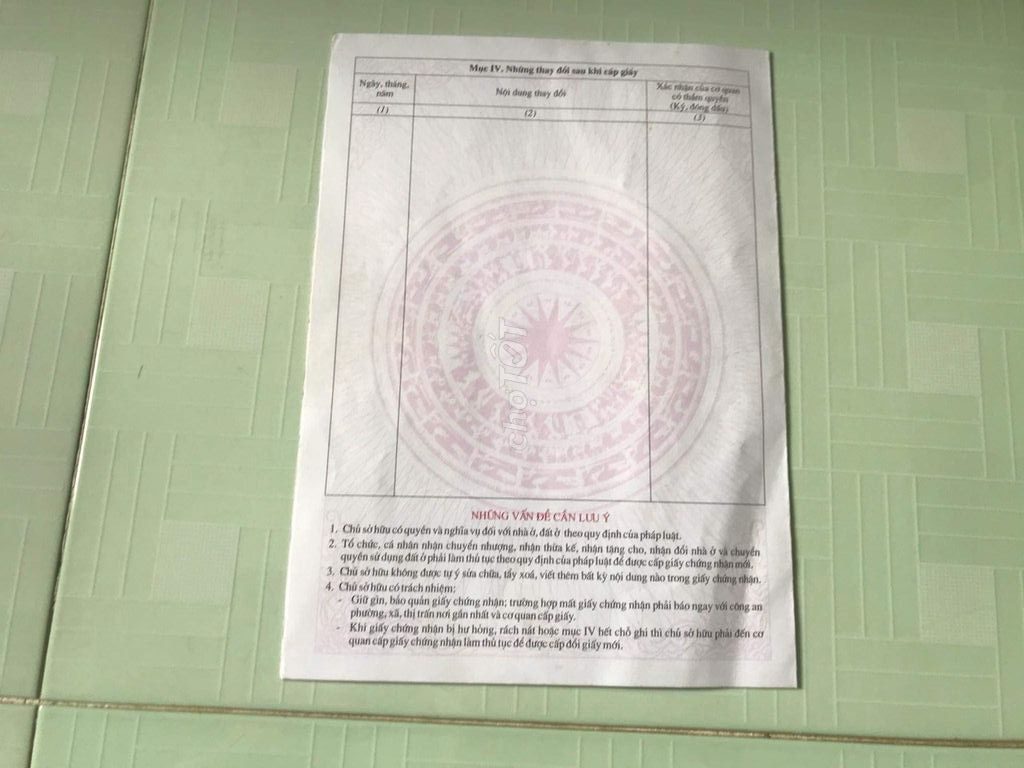 Mục IV. Những thay đổi sau khi cấp giấy
Ngày, tháng, năm
Nội dung thay đổi
Xác nhận của cơ quan
có thẩm quyền
(Ký, đóng dấu)
(1)
(2)
(3)
chợTỐT
NHỮNG VẤN ĐỀ CẦN LƯU Ý
1. Chủ sở hữu có quyền và nghĩa vụ đối với nhà ở, đất ở theo quy định của pháp luật.
2. Tổ chức, cá nhân nhận chuyển nhượng, nhận thừa kế, nhận tặng cho, nhận đổi nhà ở và chuyển
quyền sử dụng đất ở phải làm thủ tục theo quy định của pháp luật để được cấp giấy chứng nhận mới.
3. Chủ sở hữu không được tự ý sửa chữa, tẩy xoá, viết thêm bất kỳ nội dung nào trong giấy chứng nhận.
4. Chủ sở hữu có trách nhiệm:
- Giữ gìn, bảo quản giấy chứng nhận; trường hợp mất giấy chứng nhận phải báo ngay với công an
phường, xã, thị trấn nơi gần nhất và cơ quan cấp giấy.
- Khi giấy chứng nhận bị hư hỏng, rách nát hoặc mục IV hết chỗ ghi thì chủ sở hữu phải đến cơ
quan cấp giấy chứng nhận làm thủ tục để được cấp đổi giấy mới.